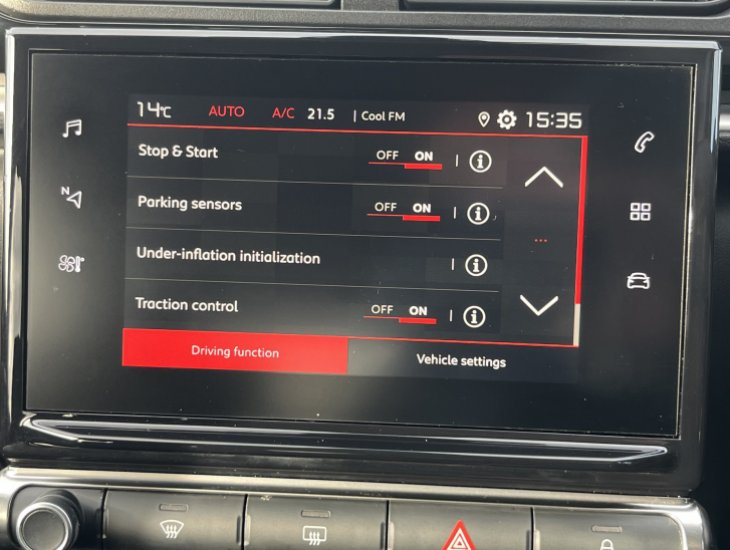 14°C AUTO A/C 21.5 | Cool FM 15:35
Stop & Start OFF ON
Parking sensors OFF ON
Under-inflation initialization
Traction control OFF ON
Driving function Vehicle settings
N